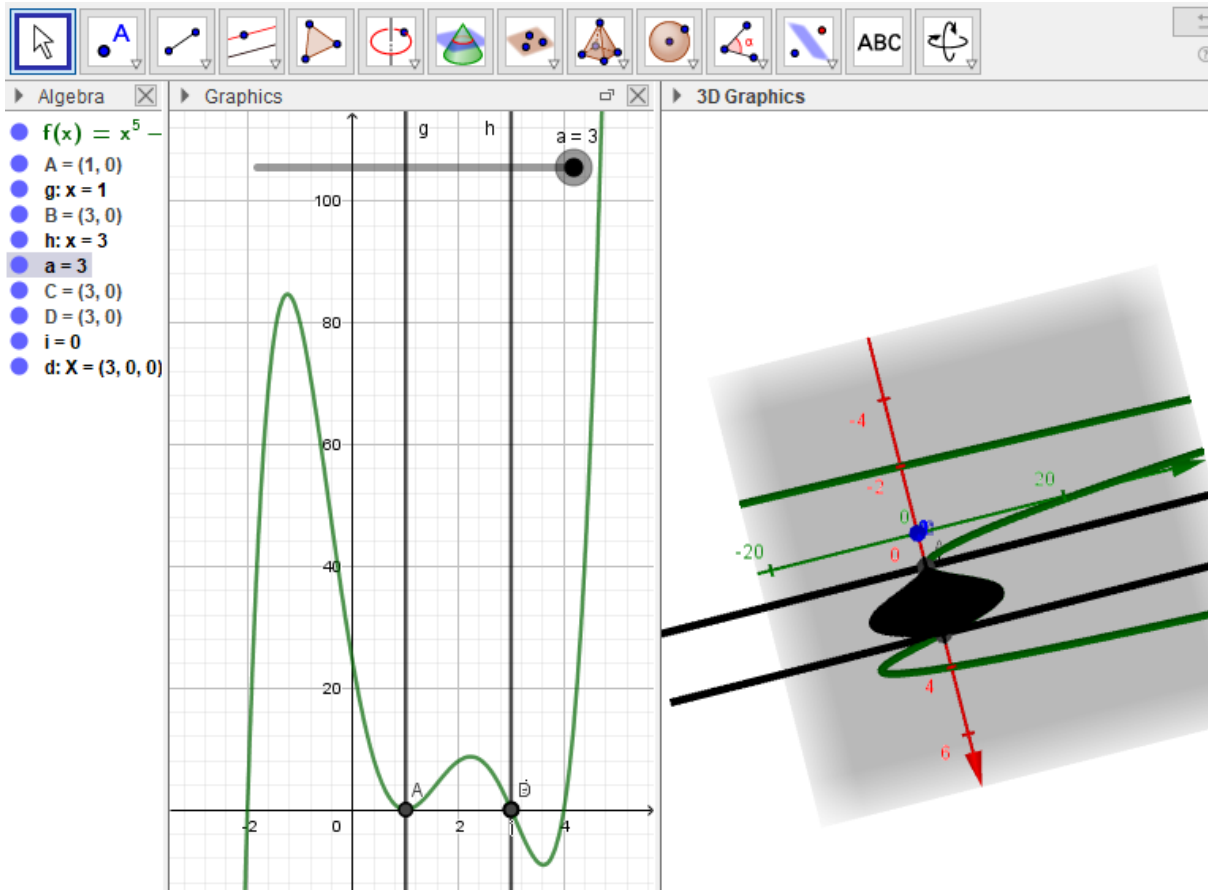 A
α
ABC
Algebra
Graphics
3D Graphics
f(x) = x⁵ –
A = (1, 0)
g: x = 1
B = (3, 0)
h: x = 3
a = 3
C = (3, 0)
D = (3, 0)
i = 0
d: X = (3, 0, 0)
g
h
a = 3
100
80
60
40
20
A
-2
0
2
3
4
-4
-2
20
0
-20
0
4
6